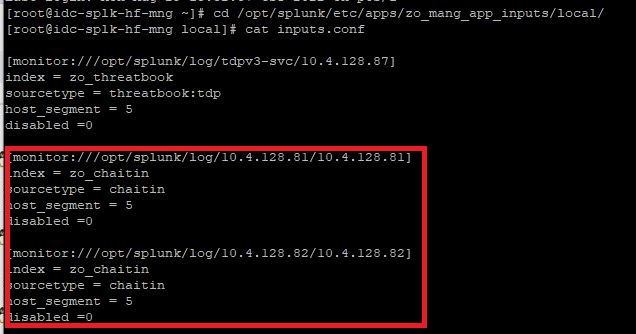 [root@idc-splk-hf-mng ~]# cd /opt/splunk/etc/apps/zo_mang_app_inputs/local/
[root@idc-splk-hf-mng local]# cat inputs.conf
[monitor:///opt/splunk/log/tdpv3-svc/10.4.128.87]
index = zo_threatbook
sourcetype = threatbook:tdp
host_segment = 5
disabled =0
[monitor:///opt/splunk/log/10.4.128.81/10.4.128.81]
index = zo_chaitin
sourcetype = chaitin
host_segment = 5
disabled =0
[monitor:///opt/splunk/log/10.4.128.82/10.4.128.82]
index = zo_chaitin
sourcetype = chaitin
host_segment = 5
disabled =0